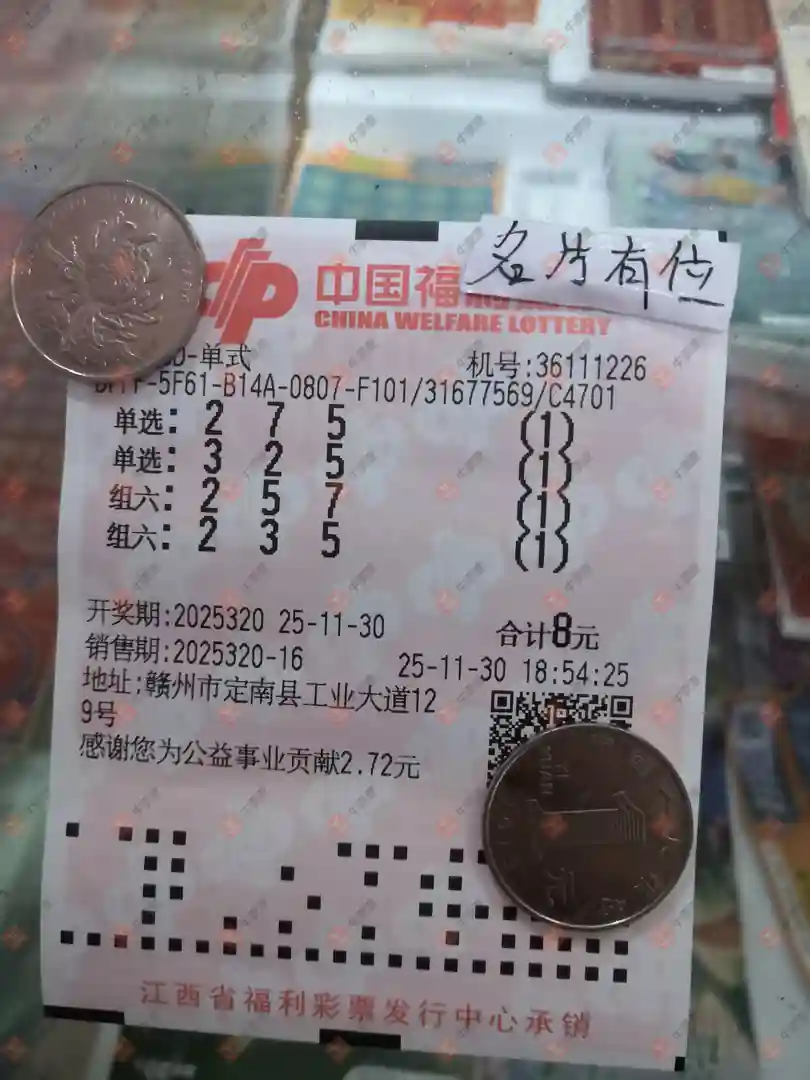 名片有位
中国福
CHINA WELFARE LOTTERY
D-单式 机号:36111226
-5F61-B14A-0807-F101/31677569/C4701
单选: 2 7 5 (1)
单选: 3 2 5 (1)
组六: 2 5 7 (1)
组六: 2 3 5 (1)
开奖期:2025320 25-11-30 合计8元
销售期:2025320-16 25-11-30 18:54:25
地址:赣州市定南县工业大道12
9号
感谢您为公益事业贡献2.72元
YI YUAN
1元
江西省福利彩票发行中心承销